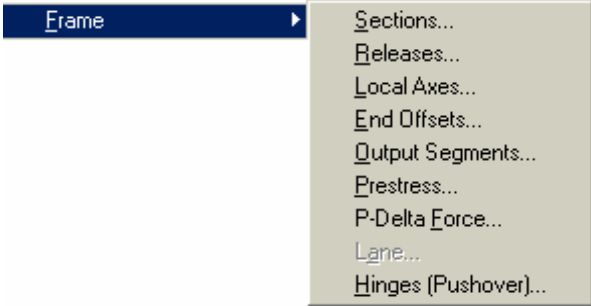 Frame
Sections...
Releases...
Local Axes...
End Offsets...
Output Segments...
Prestress...
P-Delta Force...
Lane...
Hinges (Pushover)...